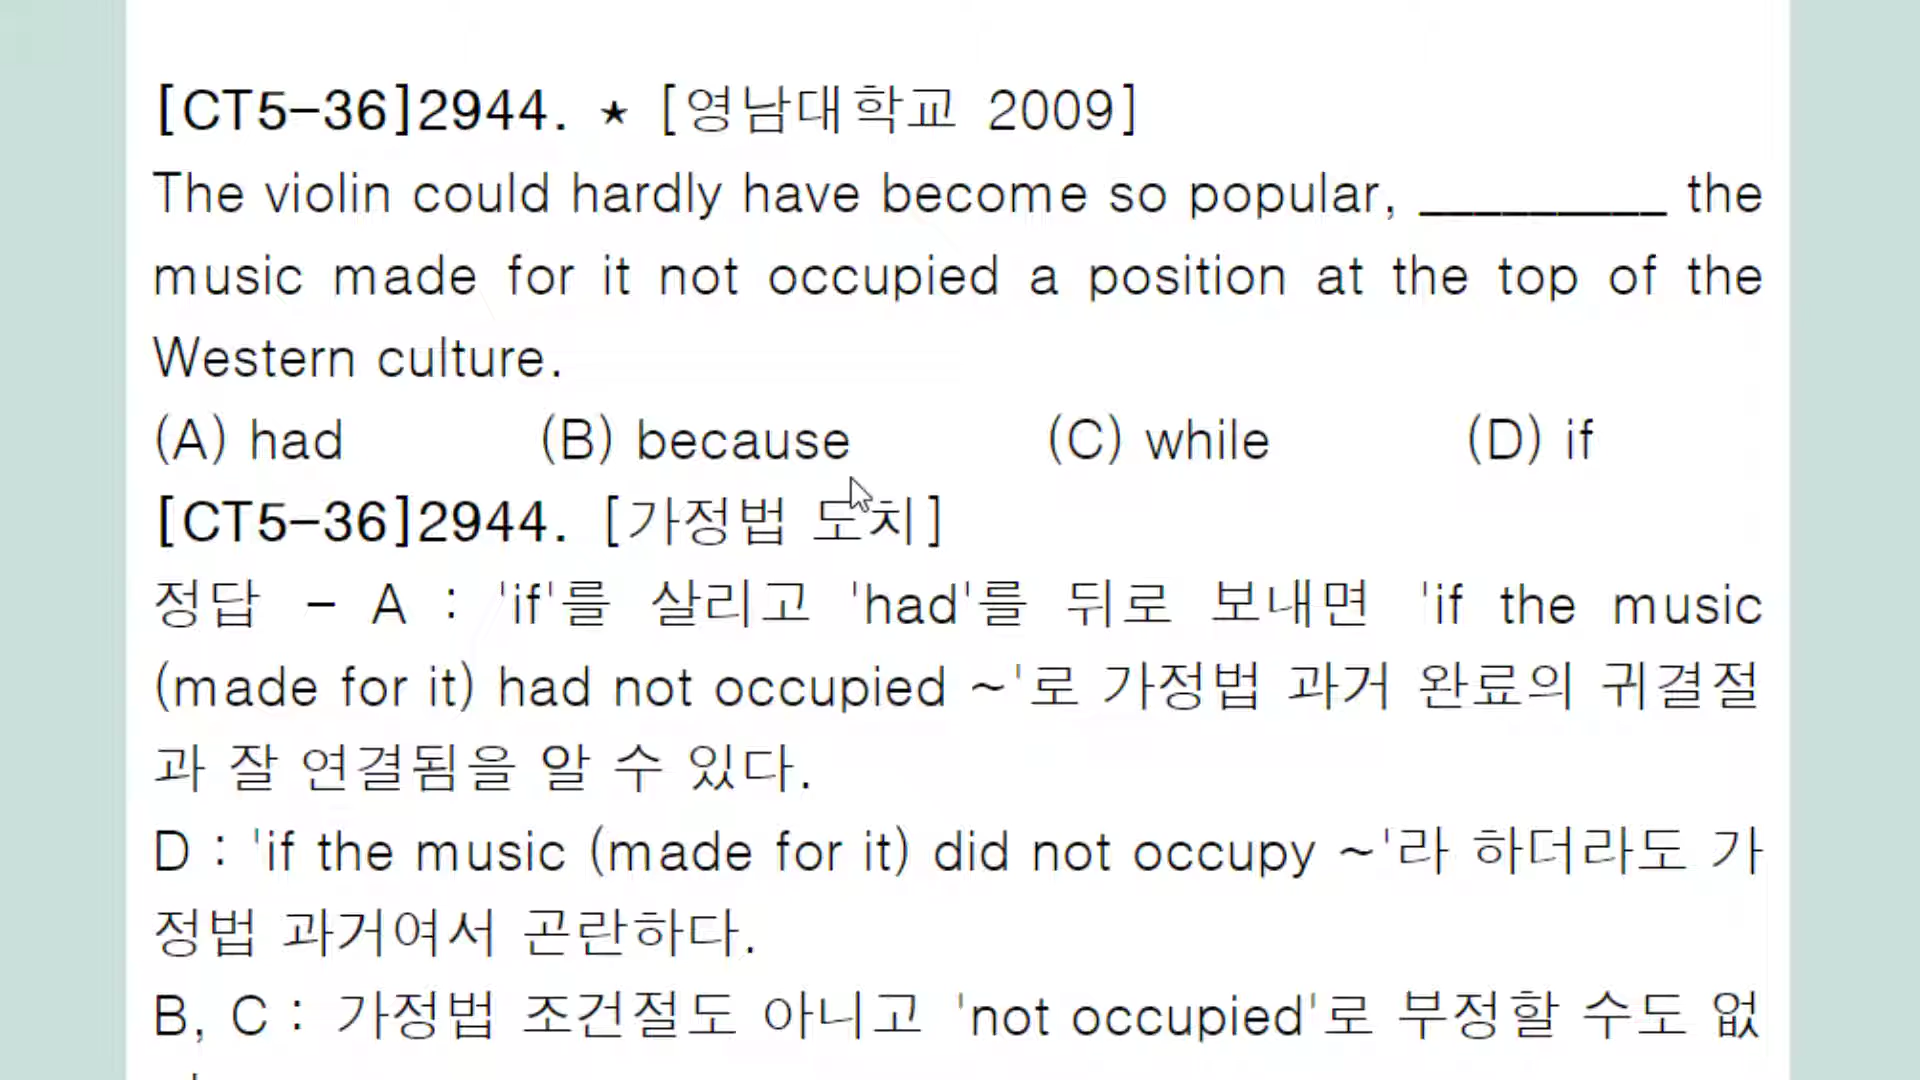 [CT5-36]2944. ★ [영남대학교 2009]
The violin could hardly have become so popular, _________ the
music made for it not occupied a position at the top of the
Western culture.
(A) had (B) because (C) while (D) if
[CT5-36]2944. [가정법 도치]
정답 - A : 'if'를 살리고 'had'를 뒤로 보내면 'if the music
(made for it) had not occupied ~'로 가정법 과거 완료의 귀결절
과 잘 연결됨을 알 수 있다.
D : 'if the music (made for it) did not occupy ~'라 하더라도 가
정법 과거여서 곤란하다.
B, C : 가정법 조건절도 아니고 'not occupied'로 부정할 수도 없